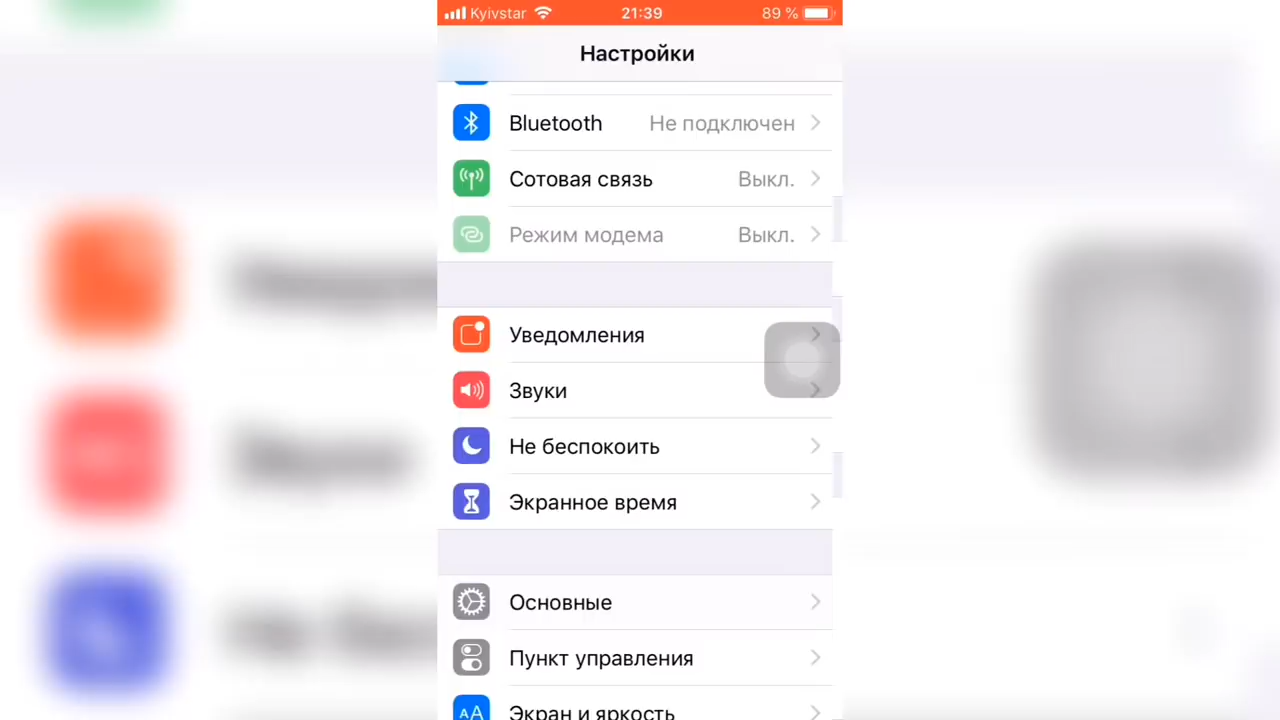 Kyivstar 21:39 89 %
Настройки
Bluetooth Не подключен
Сотовая связь Выкл.
Режим модема Выкл.
Уведомления
Звуки
Не беспокоить
Экранное время
Основные
Пункт управления
AA Экран и яркость